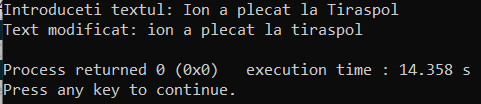 Introduceti textul: Ion a plecat la Tiraspol
Text modificat: ion a plecat la tiraspol
Process returned 0 (0x0)   execution time : 14.358 s
Press any key to continue.